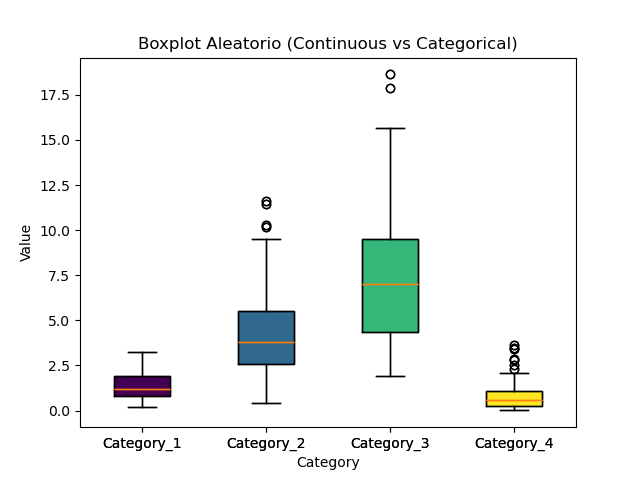 Boxplot Aleatorio (Continuous vs Categorical)
17.5
15.0
12.5
10.0
7.5
5.0
2.5
0.0
Value
Category_1 Category_2 Category_3 Category_4
Category